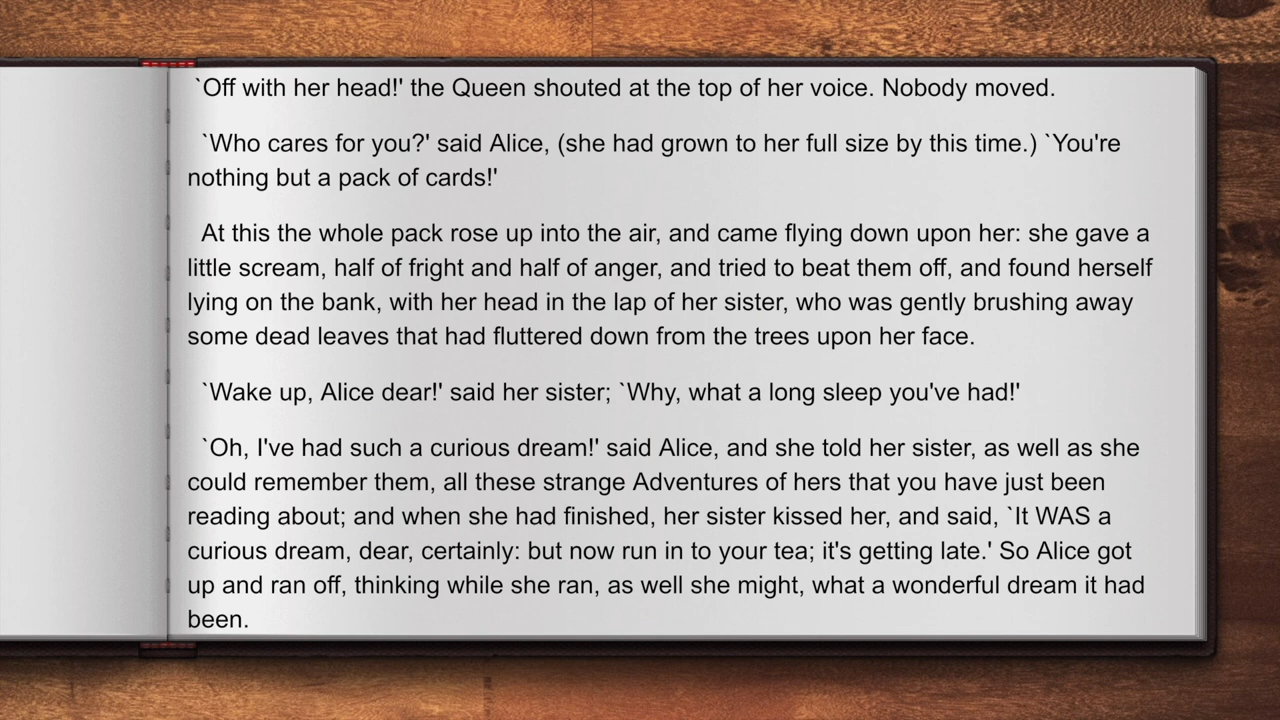 `Off with her head!' the Queen shouted at the top of her voice. Nobody moved.
`Who cares for you?' said Alice, (she had grown to her full size by this time.) `You're
nothing but a pack of cards!'
At this the whole pack rose up into the air, and came flying down upon her: she gave a
little scream, half of fright and half of anger, and tried to beat them off, and found herself
lying on the bank, with her head in the lap of her sister, who was gently brushing away
some dead leaves that had fluttered down from the trees upon her face.
`Wake up, Alice dear!' said her sister; `Why, what a long sleep you've had!'
`Oh, I've had such a curious dream!' said Alice, and she told her sister, as well as she
could remember them, all these strange Adventures of hers that you have just been
reading about; and when she had finished, her sister kissed her, and said, `It WAS a
curious dream, dear, certainly: but now run in to your tea; it's getting late.' So Alice got
up and ran off, thinking while she ran, as well she might, what a wonderful dream it had
been.